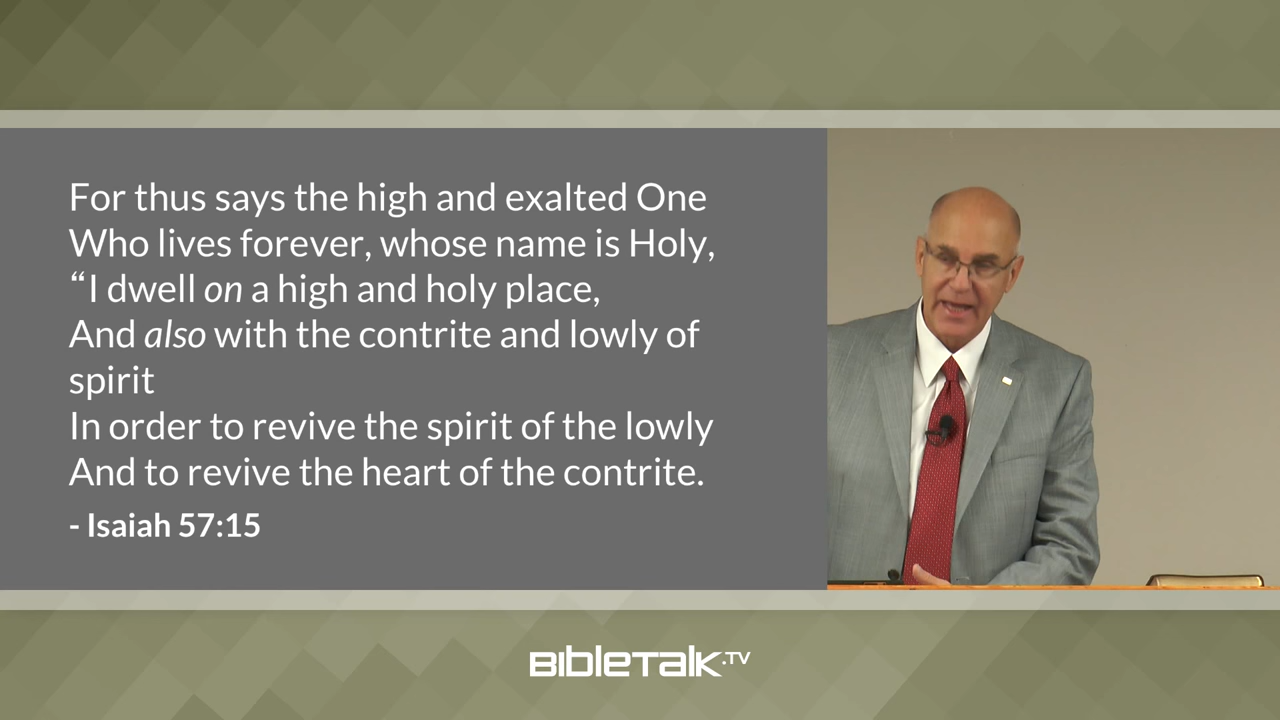 For thus says the high and exalted One
Who lives forever, whose name is Holy,
“I dwell on a high and holy place,
And also with the contrite and lowly of
spirit
In order to revive the spirit of the lowly
And to revive the heart of the contrite.
- Isaiah 57:15
BibleTalk.TV